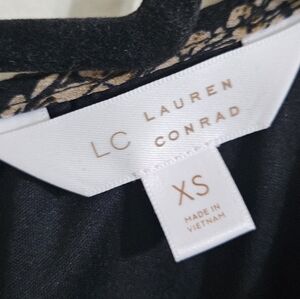 LC LAUREN
CONRAD
XS
MADE IN
VIETNAM